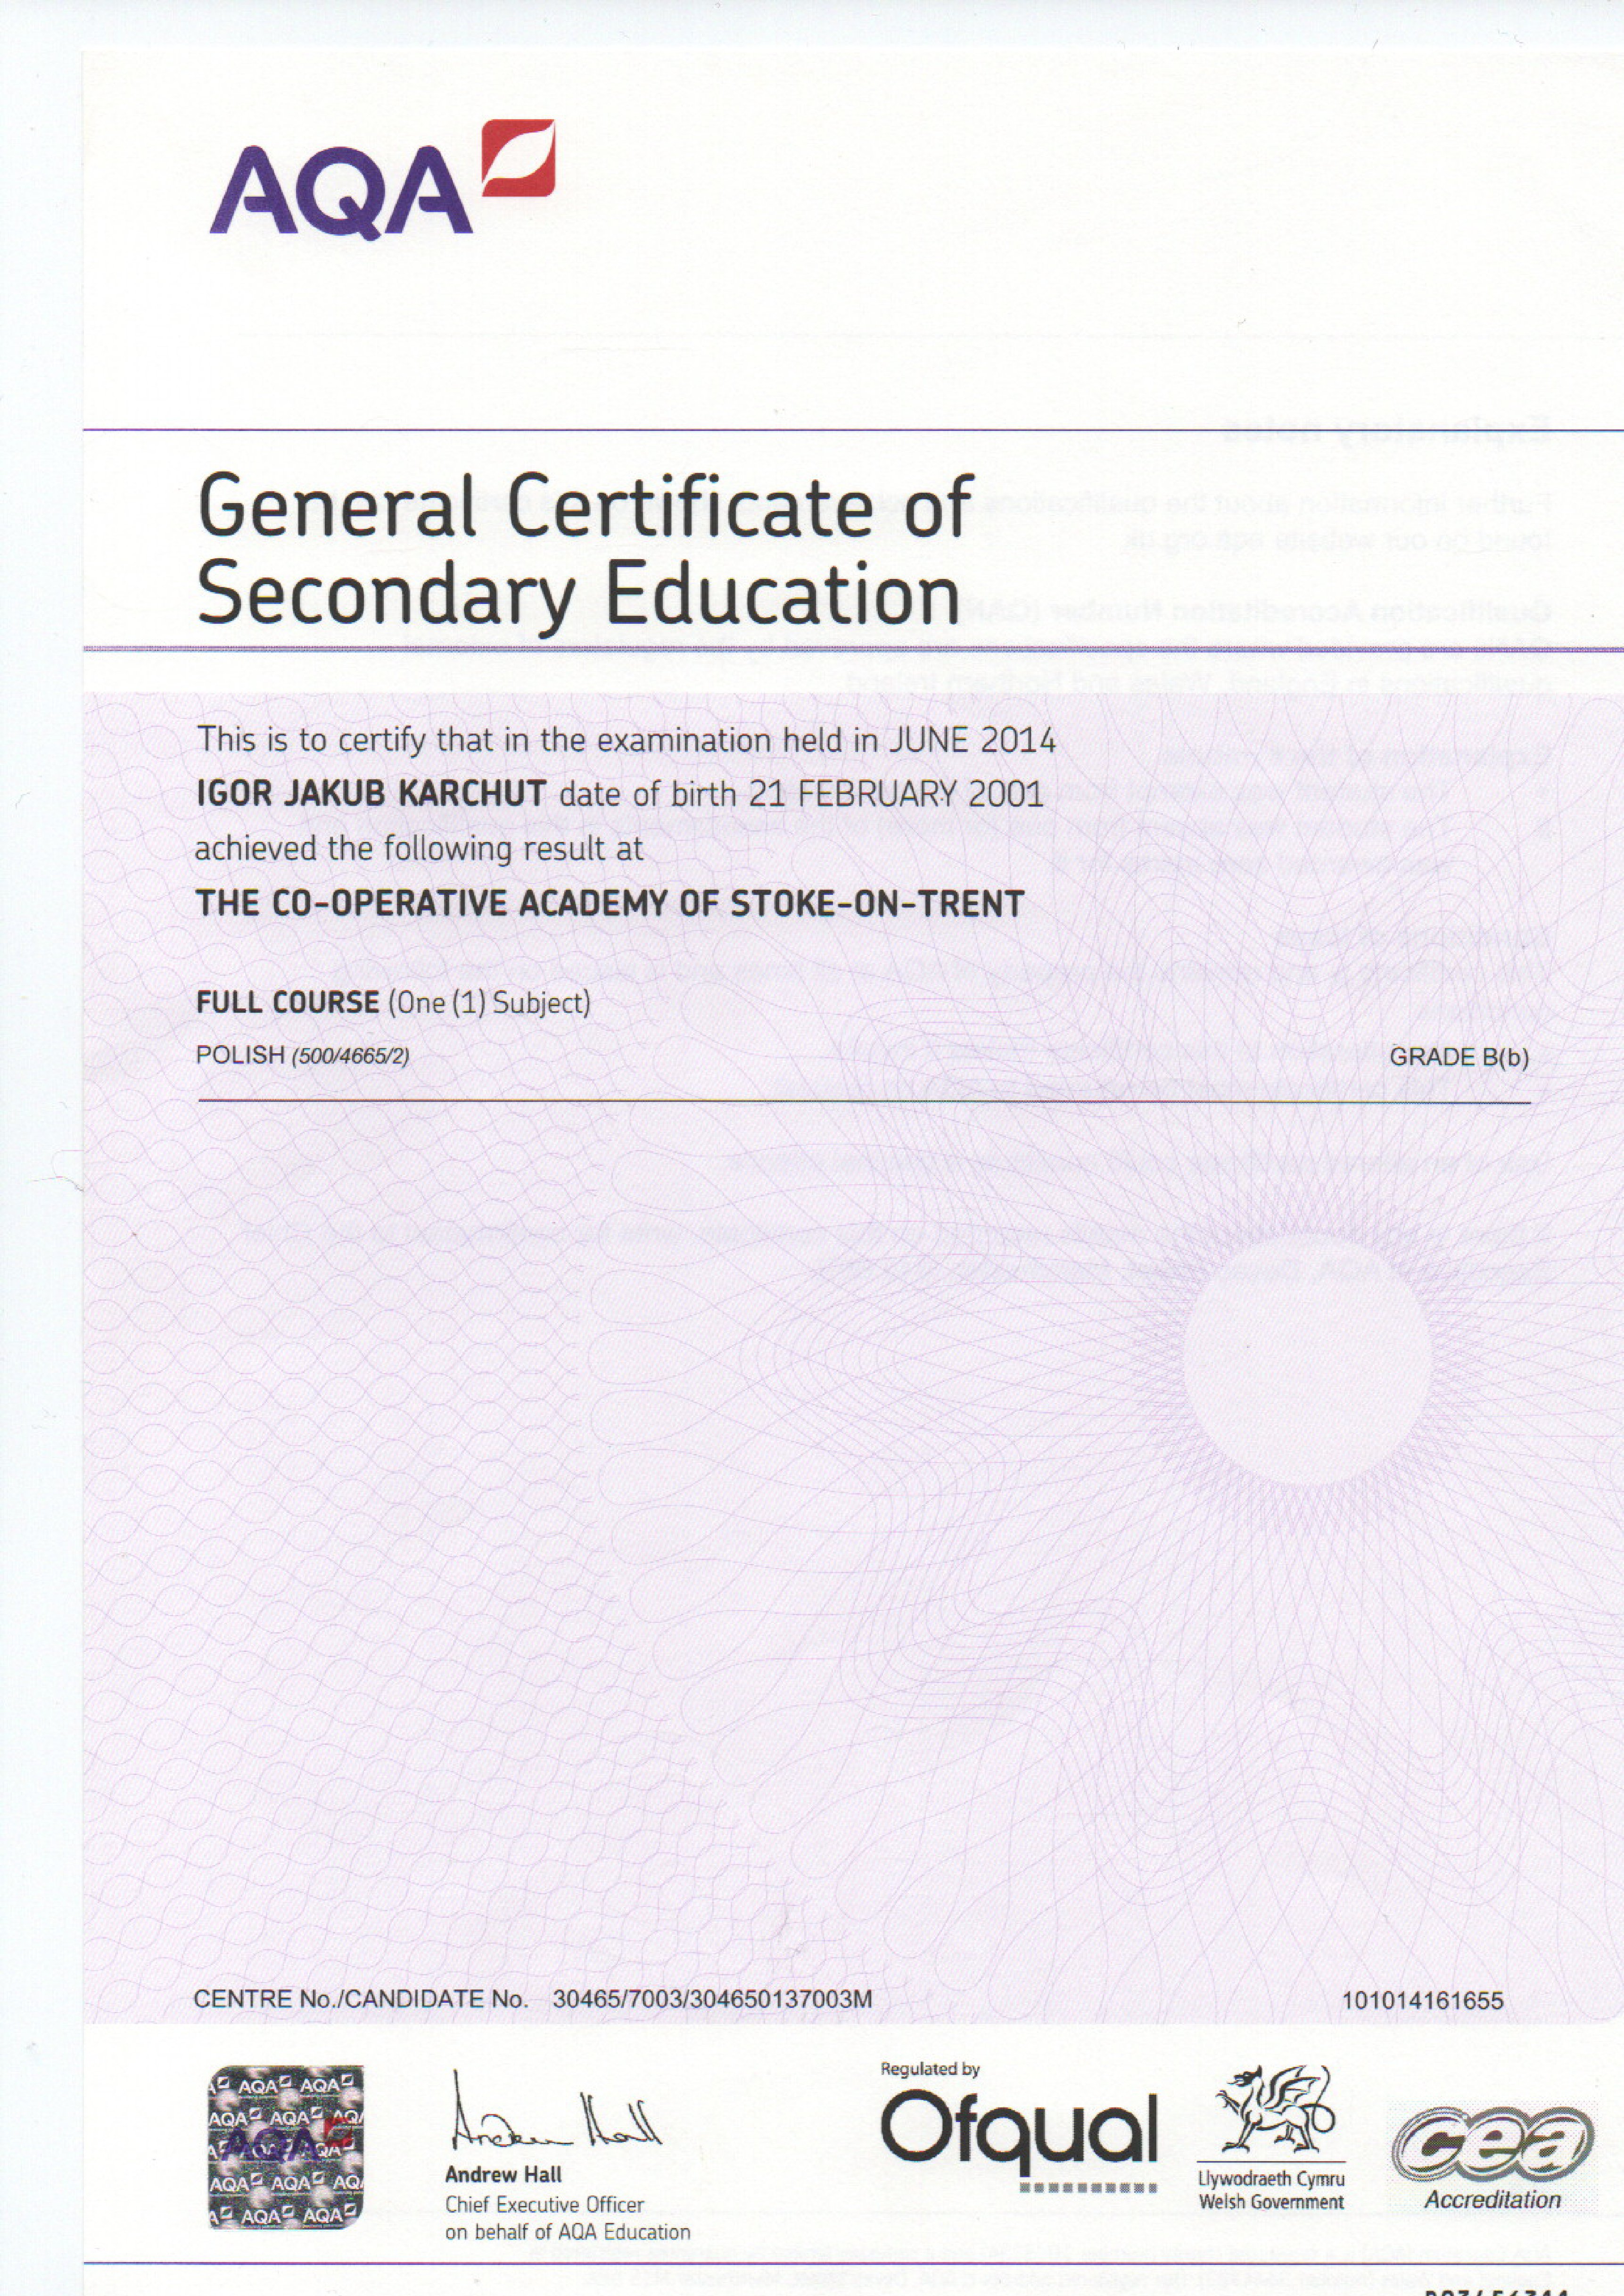 AQA
General Certificate of
Secondary Education
This is to certify that in the examination held in JUNE 2014
IGOR JAKUB KARCHUT date of birth 21 FEBRUARY 2001
achieved the following result at
THE CO-OPERATIVE ACADEMY OF STOKE-ON-TRENT
FULL COURSE (One (1) Subject)
POLISH (500/4665/2) GRADE B(b)
CENTRE No./CANDIDATE No. 30465/7003/304650137003M 101014161655
AQA AQA
AQA AQA AQA
AQA AQA
AQA AQA AQA
AQA AQA
Andrew Hall
Andrew Hall
Chief Executive Officer
on behalf of AQA Education
Regulated by
Ofqual
Llywodraeth Cymru
Welsh Government
cea
Accreditation